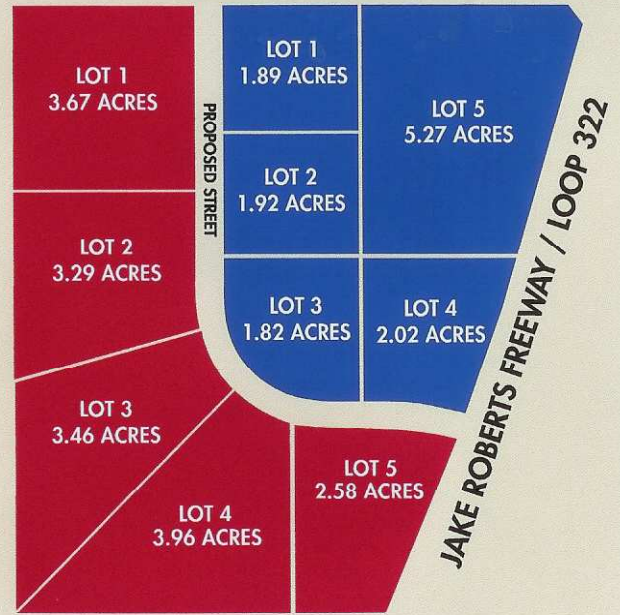 LOT 1
3.67 ACRES
LOT 2
3.29 ACRES
LOT 3
3.46 ACRES
LOT 4
3.96 ACRES
LOT 5
2.58 ACRES
PROPOSED STREET
LOT 1
1.89 ACRES
LOT 2
1.92 ACRES
LOT 3
1.82 ACRES
LOT 4
2.02 ACRES
LOT 5
5.27 ACRES
JAKE ROBERTS FREEWAY / LOOP 322